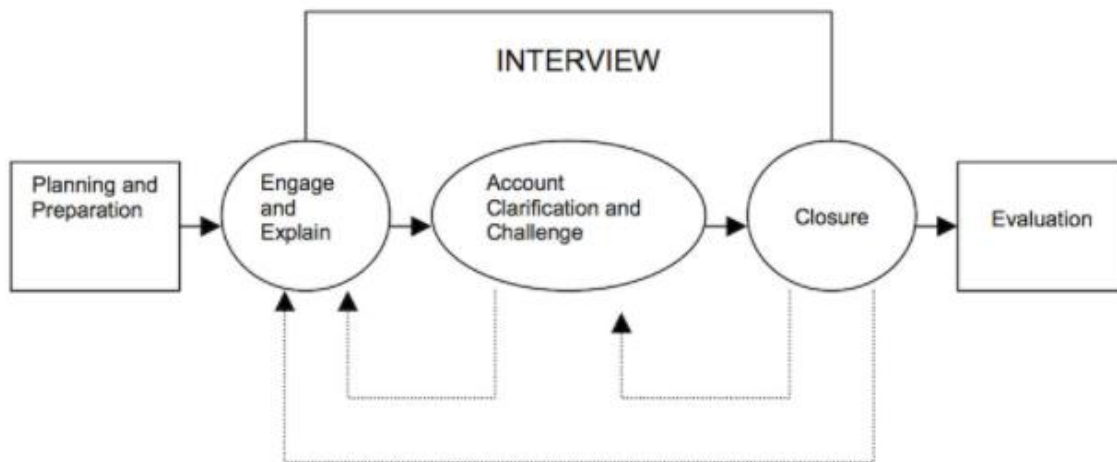 INTERVIEW
Planning and
Preparation
Engage
and
Explain
Account
Clarification and
Challenge
Closure
Evaluation